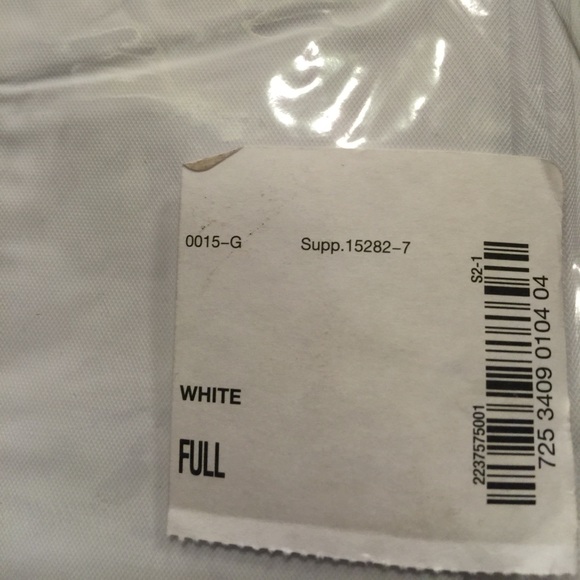 0015-G Supp.15282-7
WHITE
FULL
S2-1
2237575001
725 3409 0104 04